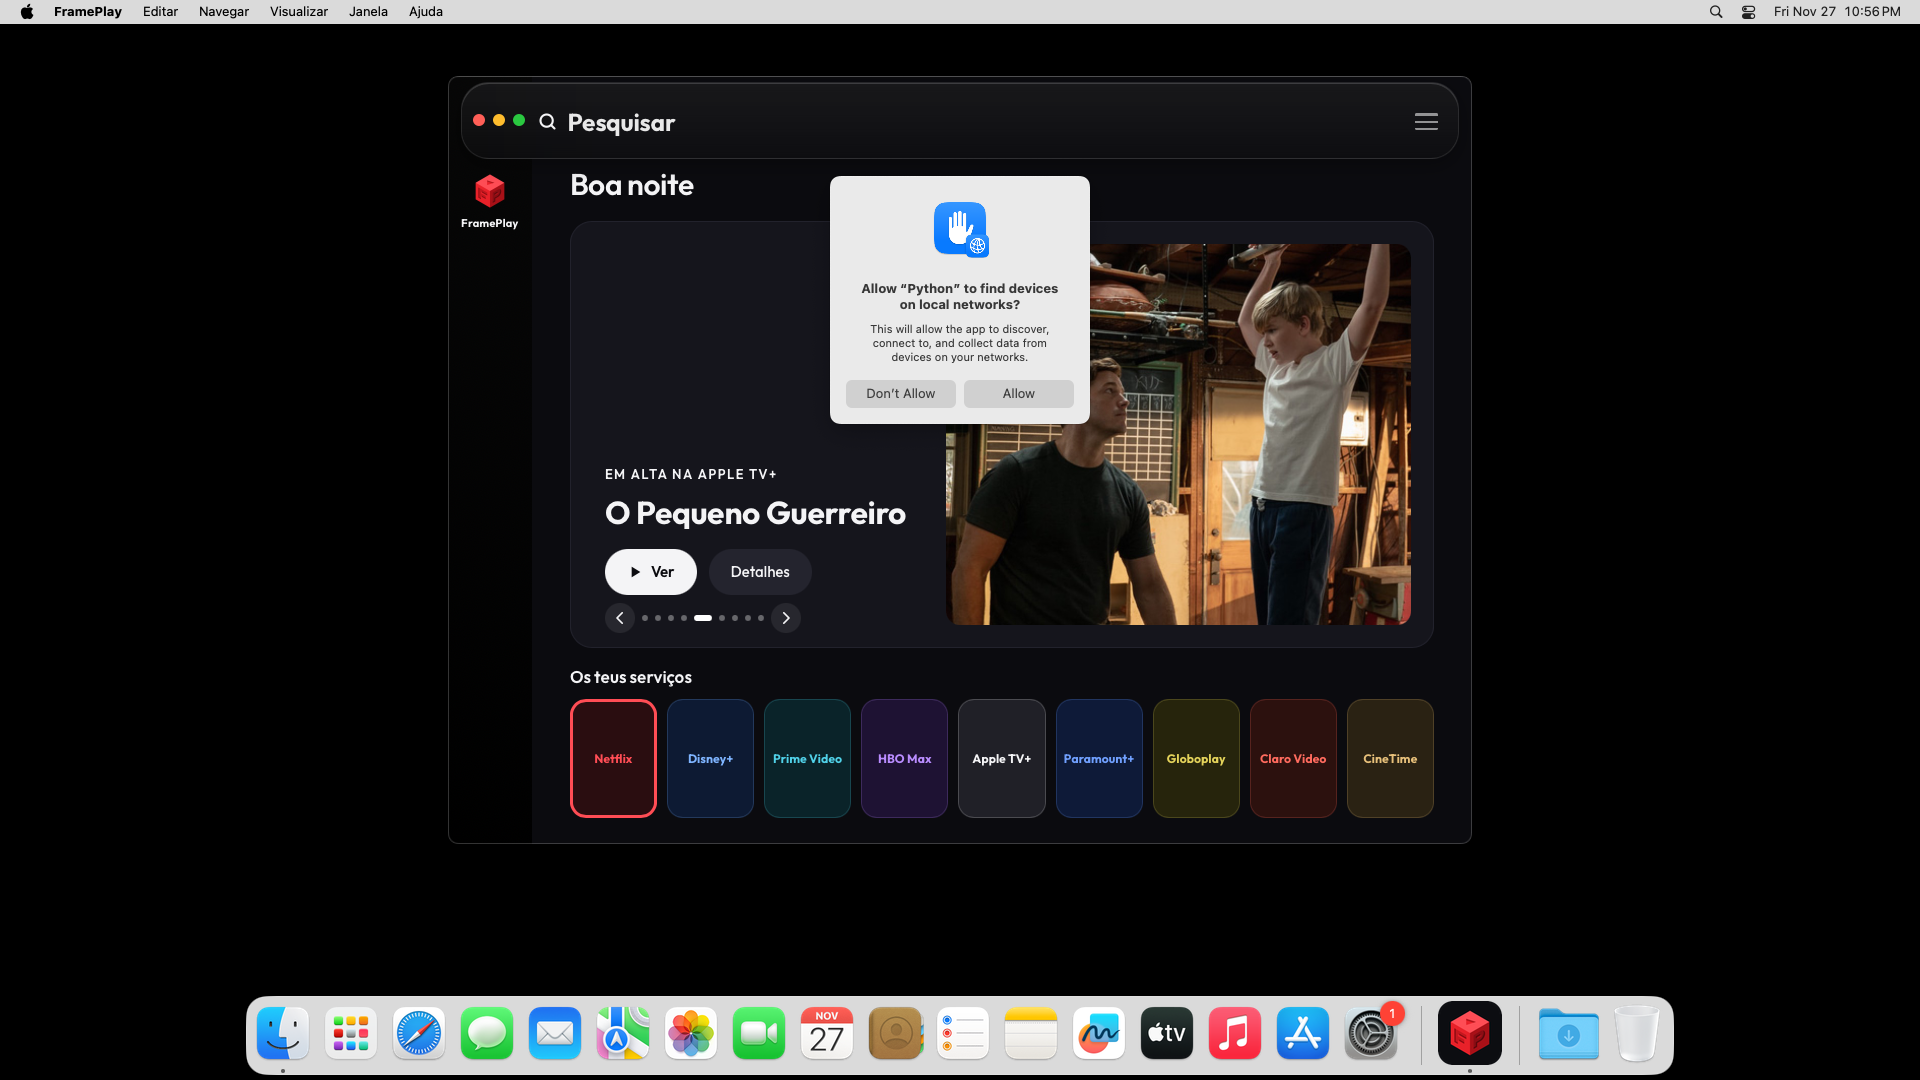 FramePlay Editar Navegar Visualizar Janela Ajuda Fri Nov 27 10:56 PM
Pesquisar
FramePlay
Boa noite
Allow “Python” to find devices
on local networks?
This will allow the app to discover,
connect to, and collect data from
devices on your networks.
Don’t Allow Allow
EM ALTA NA APPLE TV+
O Pequeno Guerreiro
Ver Detalhes
Os teus serviços
Netflix Disney+ Prime Video HBO Max Apple TV+ Paramount+ Globoplay Claro Video CineTime
NOV
27
tv
1